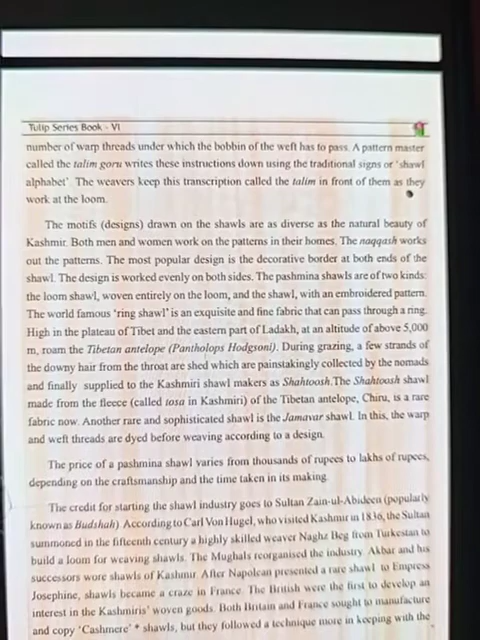 Tulip Series Book - VI
number of warp threads under which the bobbin of the weft has to pass. A pattern master
called the talim goru writes these instructions down using the traditional signs or 'shawl
alphabet'. The weavers keep this transcription called the talim in front of them as they
work at the loom.
The motifs (designs) drawn on the shawls are as diverse as the natural beauty of
Kashmir. Both men and women work on the patterns in their homes. The naqqash works
out the patterns. The most popular design is the decorative border at both ends of the
shawl. The design is worked evenly on both sides. The pashmina shawls are of two kinds:
the loom shawl, woven entirely on the loom, and the shawl, with an embroidered pattern.
The world famous 'ring shawl' is an exquisite and fine fabric that can pass through a ring.
High in the plateau of Tibet and the eastern part of Ladakh, at an altitude of above 5,000
m, roam the Tibetan antelope (Pantholops Hodgsoni). During grazing, a few strands of
the downy hair from the throat are shed which are painstakingly collected by the nomads
and finally supplied to the Kashmiri shawl makers as Shahtoosh.The Shahtoosh shawl
made from the fleece (called tosa in Kashmiri) of the Tibetan antelope, Chiru, is a rare
fabric now. Another rare and sophisticated shawl is the Jamavar shawl. In this, the warp
and weft threads are dyed before weaving according to a design.
The price of a pashmina shawl varies from thousands of rupees to lakhs of rupees,
depending on the craftsmanship and the time taken in its making.
The credit for starting the shawl industry goes to Sultan Zain-ul-Abideen (popularly
known as Budshah). According to Carl Von Hugel, who visited Kashmir in 1836, the Sultan
summoned in the fifteenth century a highly skilled weaver Naghz Beg from Turkestan to
build a loom for weaving shawls. The Mughals reorganised the industry. Akbar and his
successors wore shawls of Kashmir. After Napolean presented a rare shawl to Empress
Josephine, shawls became a craze in France. The British were the first to develop an
interest in the Kashmiris' woven goods. Both Britain and France sought to manufacture
and copy 'Cashmere' * shawls, but they followed a technique more in keeping with the